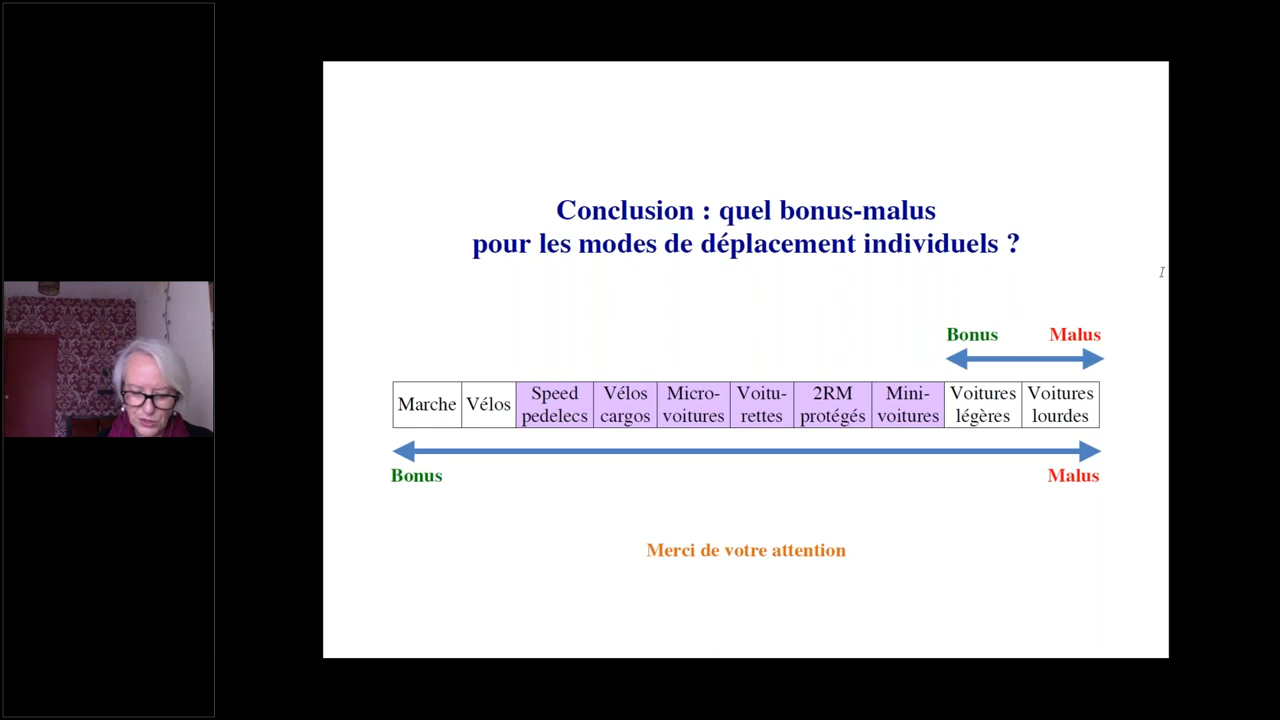 Conclusion : quel bonus-malus
pour les modes de déplacement individuels ?
Bonus Malus
Marche Vélos Speed pedelecs Vélos cargos Micro-voitures Voitu-rettes 2RM protégés Mini-voitures Voitures légères Voitures lourdes
Bonus Malus
Merci de votre attention